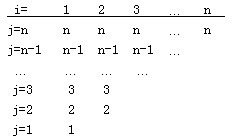 i= 1 2 3 … n
j=n n n n … n
j=n-1 n-1 n-1 n-1 …
… … … …
j=3 3 3
j=2 2 2
j=1 1